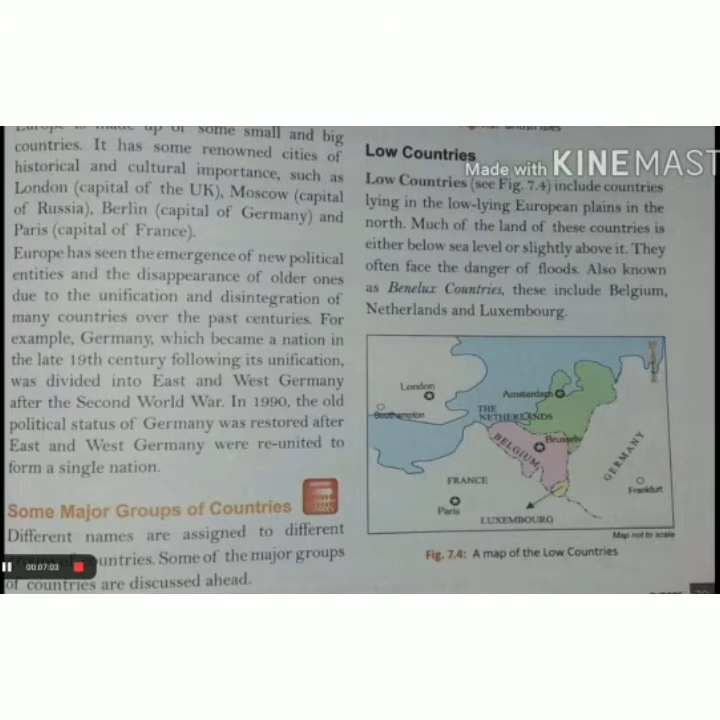 Europe is made up of some small and big
countries. It has some renowned cities of
historical and cultural importance, such as
London (capital of the UK), Moscow (capital
of Russia), Berlin (capital of Germany) and
Paris (capital of France).
Europe has seen the emergence of new political
entities and the disappearance of older ones
due to the unification and disintegration of
many countries over the past centuries. For
example, Germany, which became a nation in
the late 19th century following its unification,
was divided into East and West Germany
after the Second World War. In 1990, the old
political status of Germany was restored after
East and West Germany were re-united to
form a single nation.
Some Major Groups of Countries
Different names are assigned to different
countries. Some of the major groups
of countries are discussed ahead.
00:07:03
Low Countries
Made with KINEMAST
Low Countries (see Fig. 7.4) include countries
lying in the low-lying European plains in the
north. Much of the land of these countries is
either below sea level or slightly above it. They
often face the danger of floods. Also known
as Benelux Countries, these include Belgium,
Netherlands and Luxembourg.
London
Southampton
Amsterdam
THE
NETHERLANDS
BELGIUM
Brussels
GERMANY
FRANCE
Frankfurt
Paris
LUXEMBOURG
Map not to scale
Fig. 7.4: A map of the Low Countries